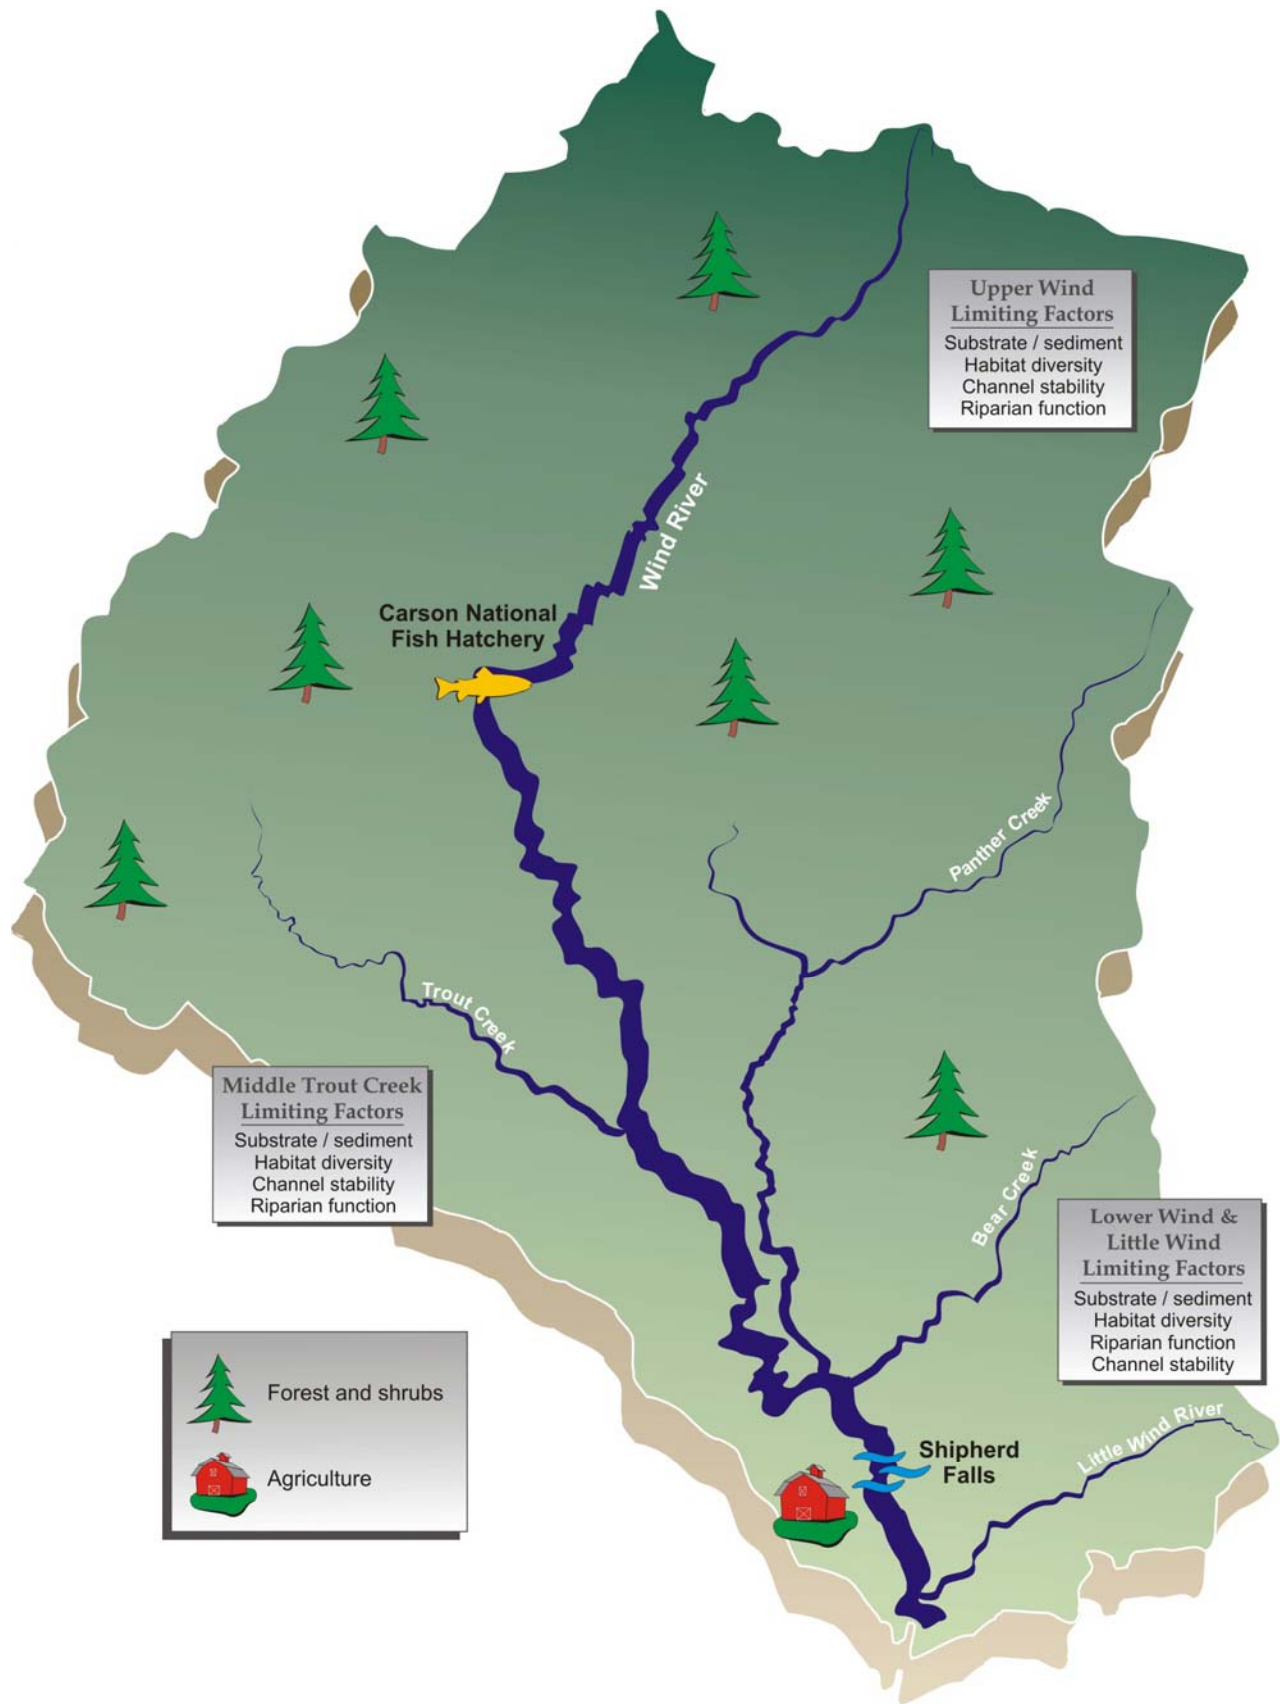 Upper Wind
Limiting Factors
Substrate / sediment
Habitat diversity
Channel stability
Riparian function
Wind River
Carson National
Fish Hatchery
Panther Creek
Trout Creek
Middle Trout Creek
Limiting Factors
Substrate / sediment
Habitat diversity
Channel stability
Riparian function
Bear Creek
Lower Wind &
Little Wind
Limiting Factors
Substrate / sediment
Habitat diversity
Riparian function
Channel stability
Forest and shrubs
Agriculture
Shipherd
Falls
Little Wind River